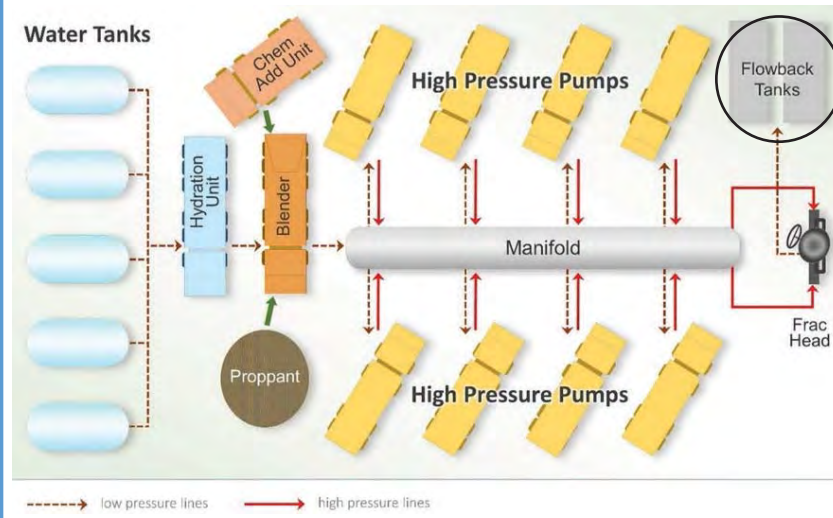 Water Tanks
Chem
Add Unit
High Pressure Pumps
Flowback
Tanks
Hydration
Unit
Blender
Manifold
Frac
Head
Proppant
High Pressure Pumps
low pressure lines
high pressure lines